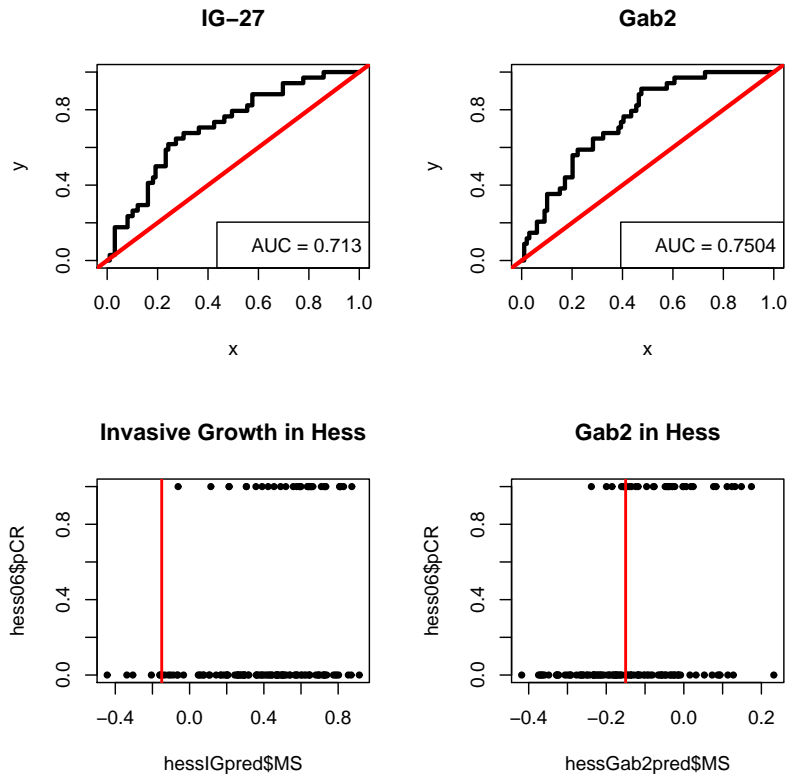 IG−27
Gab2
y
0.0 0.4 0.8
AUC = 0.713
0.0 0.2 0.4 0.6 0.8 1.0
x
y
0.0 0.4 0.8
AUC = 0.7504
0.0 0.2 0.4 0.6 0.8 1.0
x
Invasive Growth in Hess
Gab2 in Hess
hess06$pCR
0.0 0.4 0.8
−0.4 0.0 0.4 0.8
hessIGpred$MS
hess06$pCR
0.0 0.4 0.8
−0.4 −0.2 0.0 0.2
hessGab2pred$MS